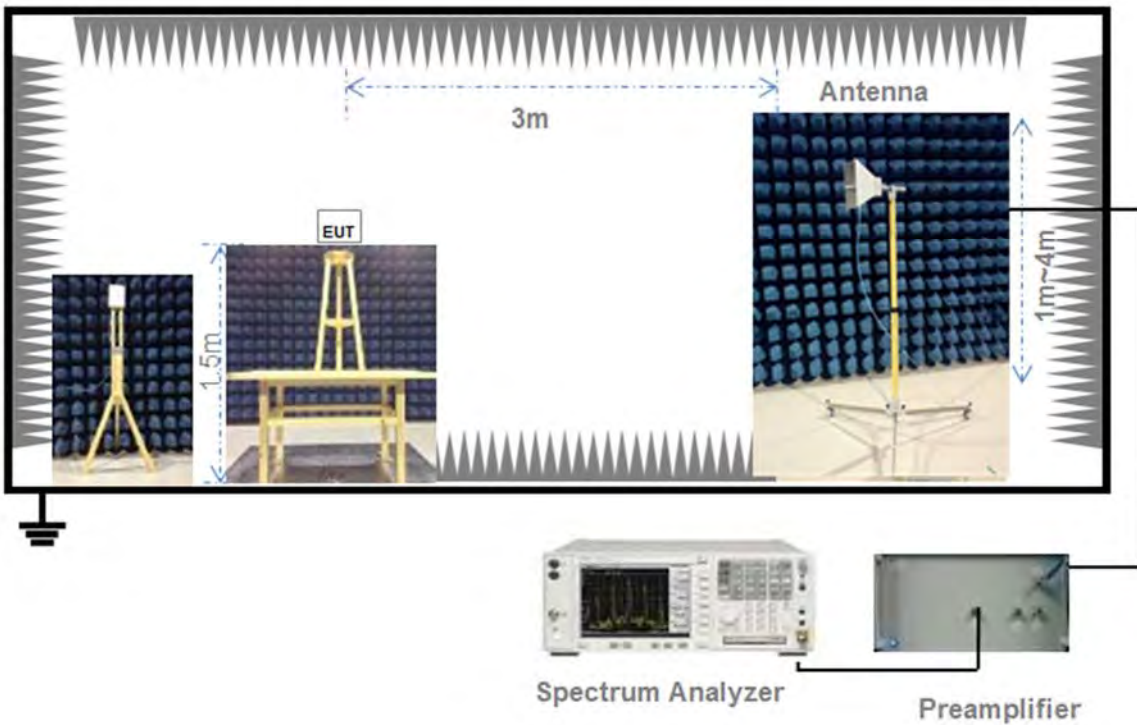 Antenna
3m
EUT
1.5m
1m~4m
Spectrum Analyzer
Preamplifier